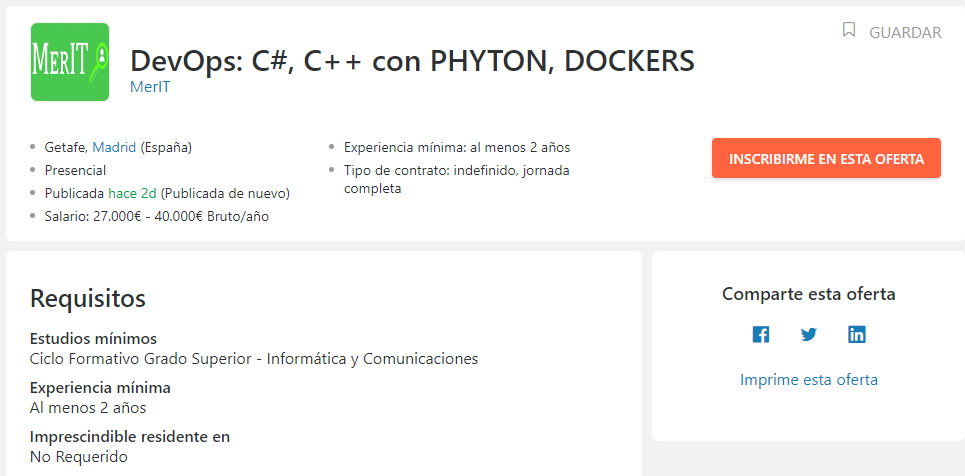 MERIT
GUARDAR
DevOps: C#, C++ con PHYTON, DOCKERS
MerIT
Getafe, Madrid (España)
Presencial
Publicada hace 2d (Publicada de nuevo)
Salario: 27.000€ - 40.000€ Bruto/año
Experiencia mínima: al menos 2 años
Tipo de contrato: indefinido, jornada
completa
INSCRIBIRME EN ESTA OFERTA
Requisitos
Estudios mínimos
Ciclo Formativo Grado Superior - Informática y Comunicaciones
Experiencia mínima
Al menos 2 años
Imprescindible residente en
No Requerido
Comparte esta oferta
Imprime esta oferta